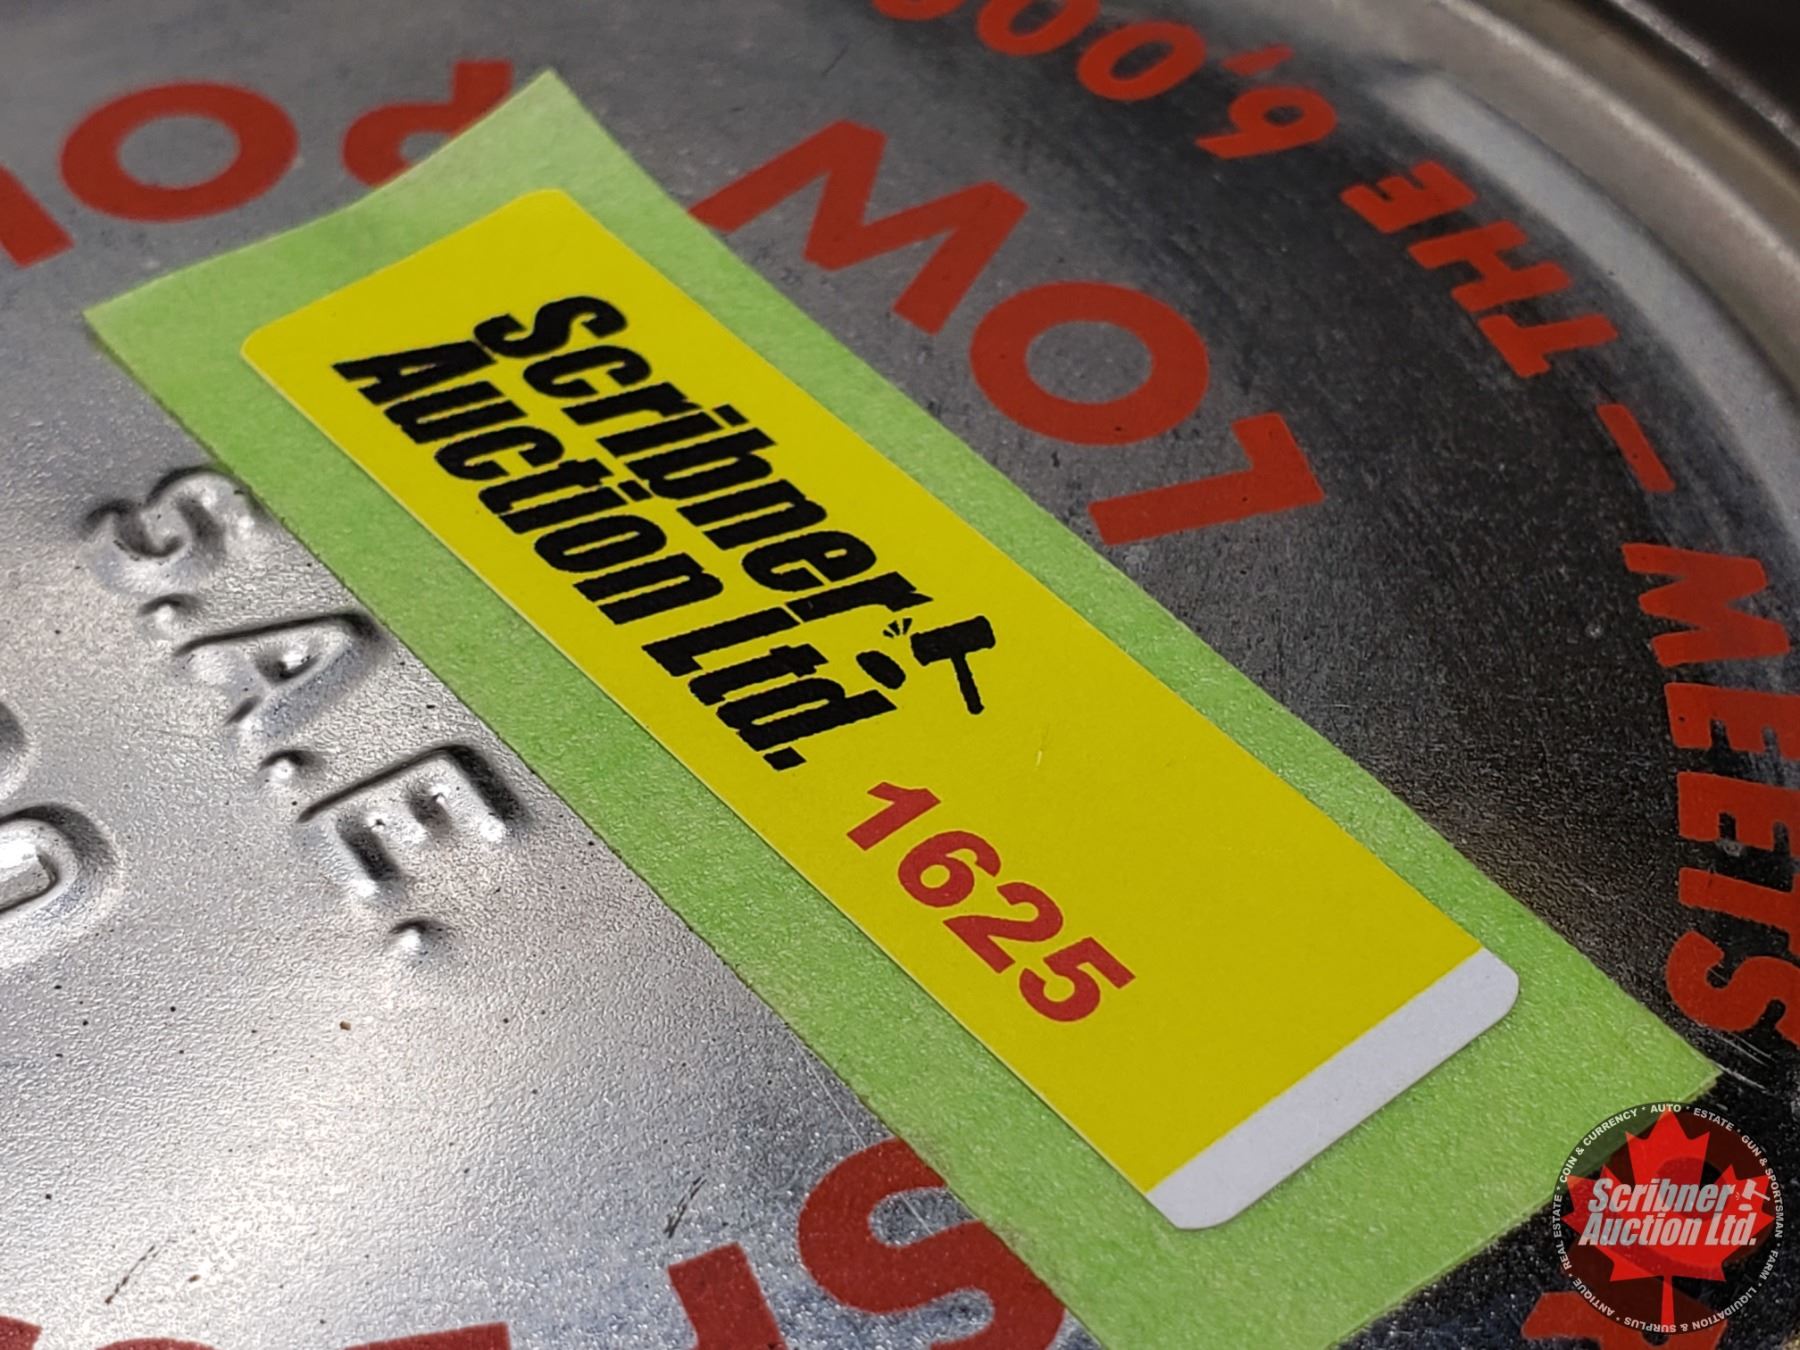 Scribner
Auction Ltd.
1625
LOW PO
— MEETS
THE 6,000
S.A.E.
Scribner
Auction Ltd.
ANTIQUE * REAL ESTATE * COIN & CURRENCY * AUTO * ESTATE * GUN & SPORTSMAN * FARM * LIQUIDATION & SURPLUS *